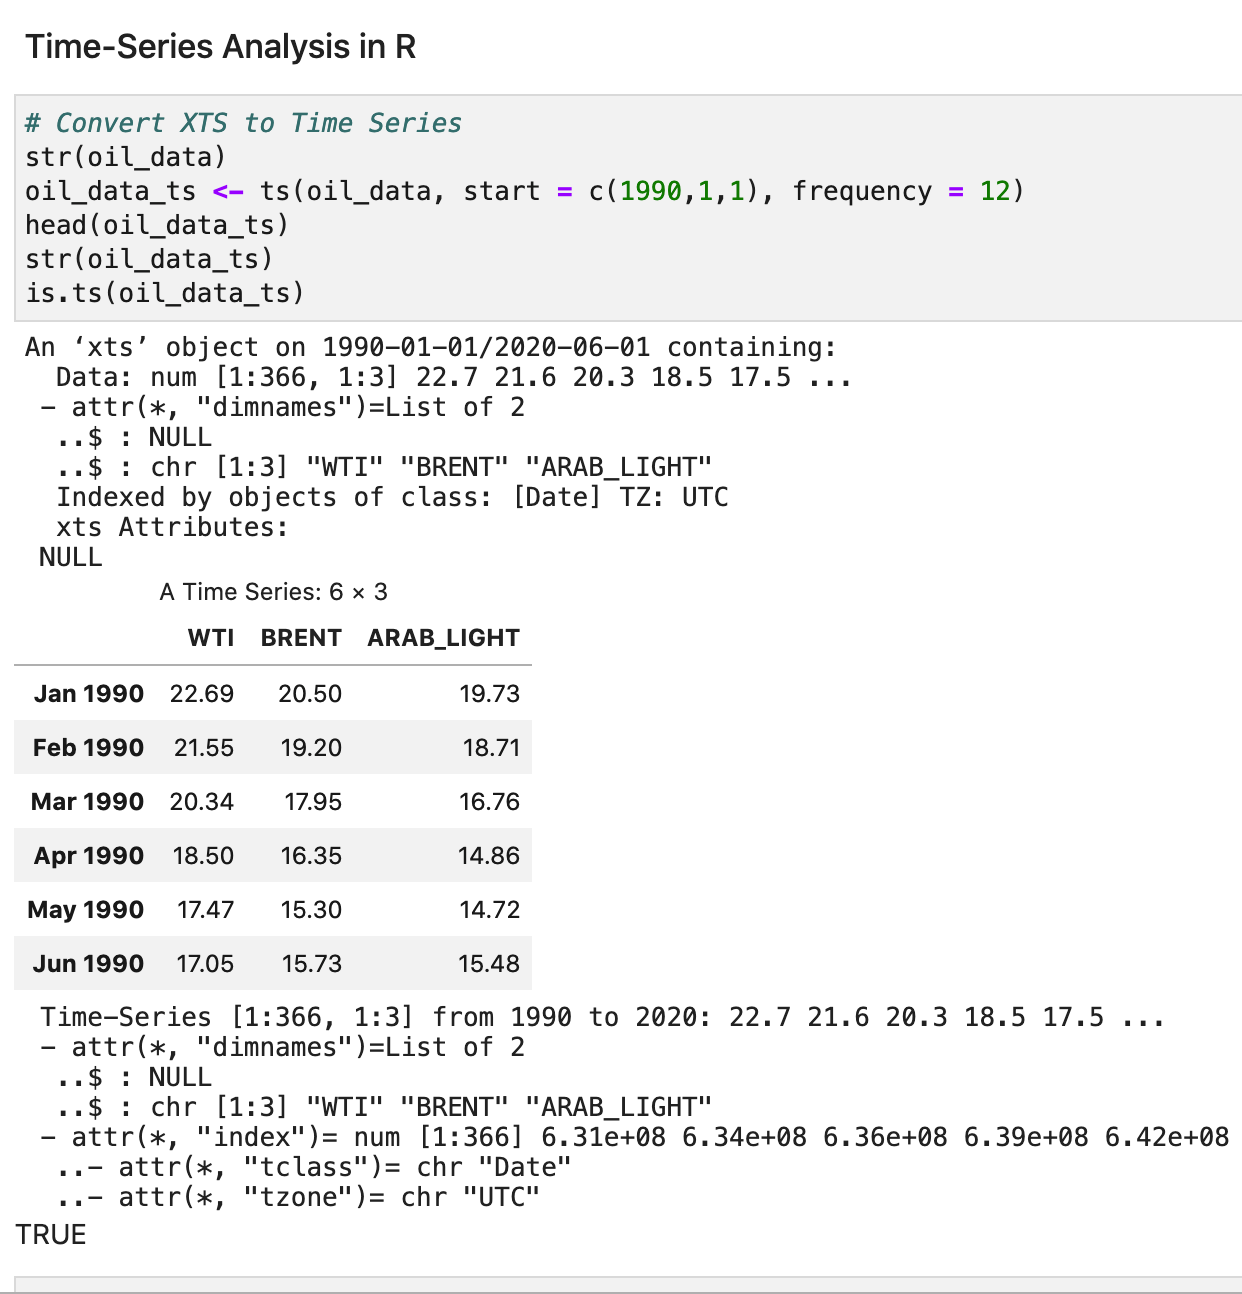 Time-Series Analysis in R
# Convert XTS to Time Series
str(oil_data)
oil_data_ts <- ts(oil_data, start = c(1990,1,1), frequency = 12)
head(oil_data_ts)
str(oil_data_ts)
is.ts(oil_data_ts)
An ‘xts’ object on 1990-01-01/2020-06-01 containing:
  Data: num [1:366, 1:3] 22.7 21.6 20.3 18.5 17.5 ...
 - attr(*, "dimnames")=List of 2
  ..$ : NULL
  ..$ : chr [1:3] "WTI" "BRENT" "ARAB_LIGHT"
  Indexed by objects of class: [Date] TZ: UTC
  xts Attributes:
 NULL
A Time Series: 6 × 3
WTI BRENT ARAB_LIGHT
Jan 1990 22.69 20.50 19.73
Feb 1990 21.55 19.20 18.71
Mar 1990 20.34 17.95 16.76
Apr 1990 18.50 16.35 14.86
May 1990 17.47 15.30 14.72
Jun 1990 17.05 15.73 15.48
 Time-Series [1:366, 1:3] from 1990 to 2020: 22.7 21.6 20.3 18.5 17.5 ...
 - attr(*, "dimnames")=List of 2
  ..$ : NULL
  ..$ : chr [1:3] "WTI" "BRENT" "ARAB_LIGHT"
 - attr(*, "index")= num [1:366] 6.31e+08 6.34e+08 6.36e+08 6.39e+08 6.42e+08
  ..- attr(*, "tclass")= chr "Date"
  ..- attr(*, "tzone")= chr "UTC"
TRUE